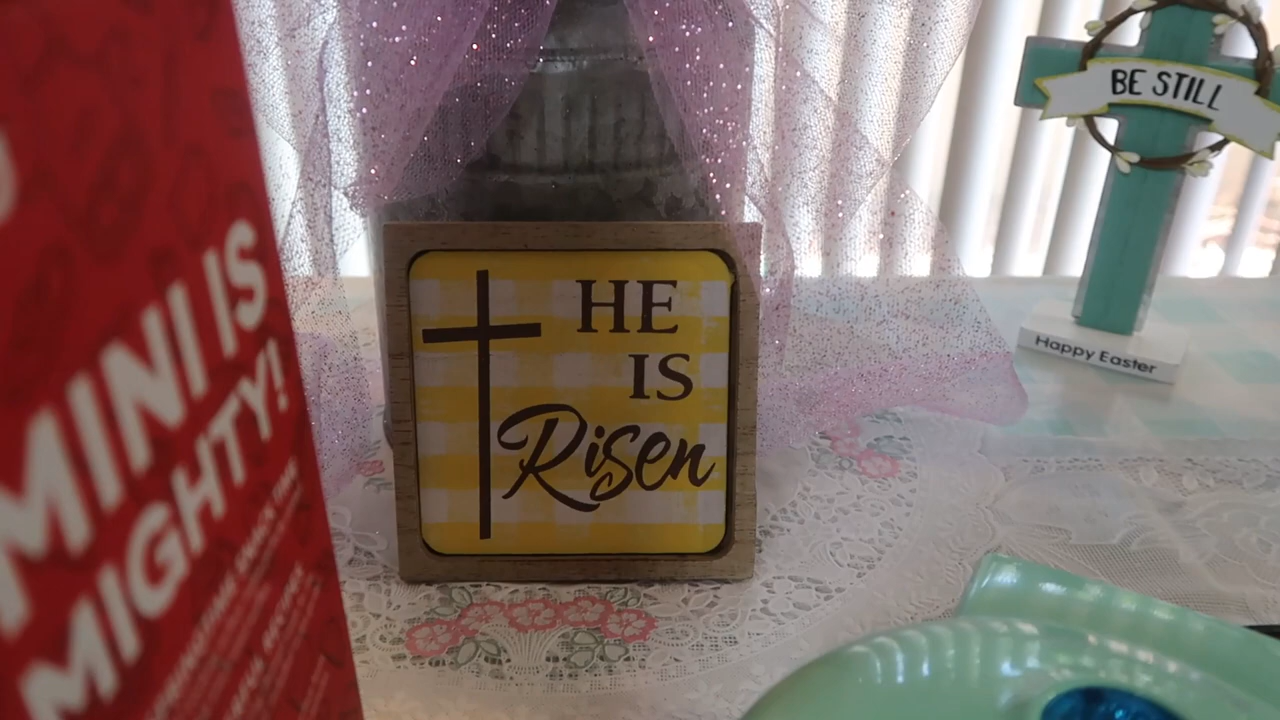 MINI IS
MIGHTY!
HE
IS
Risen
BE STILL
Happy Easter